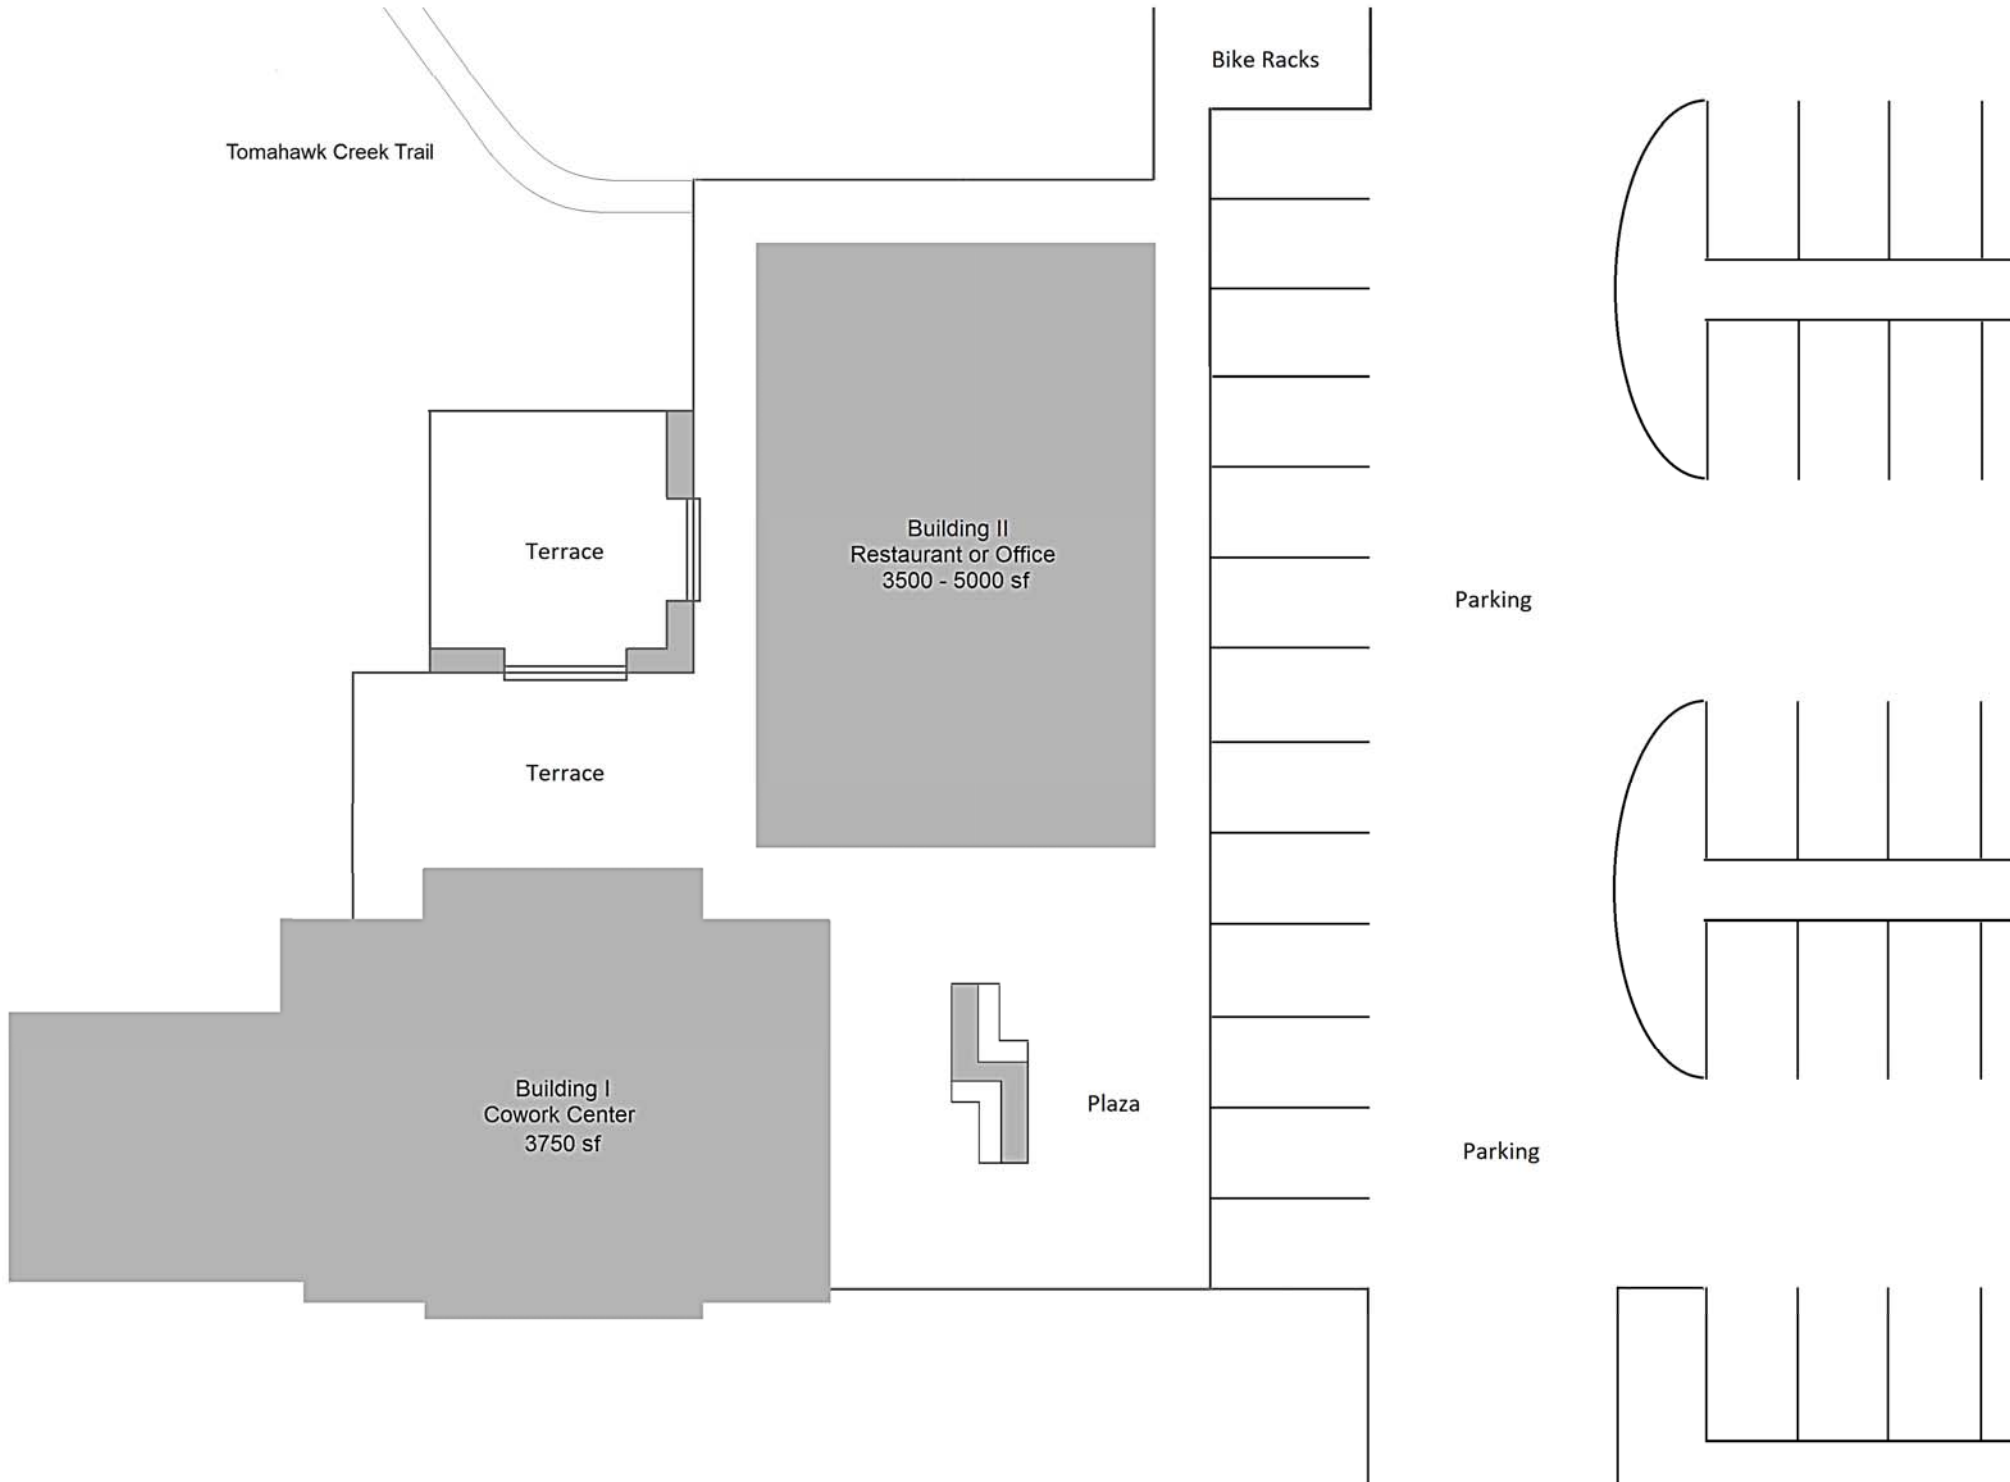 Bike Racks
Tomahawk Creek Trail
Building II
Restaurant or Office
3500 - 5000 sf
Terrace
Parking
Terrace
Building I
Cowork Center
3750 sf
Plaza
Parking